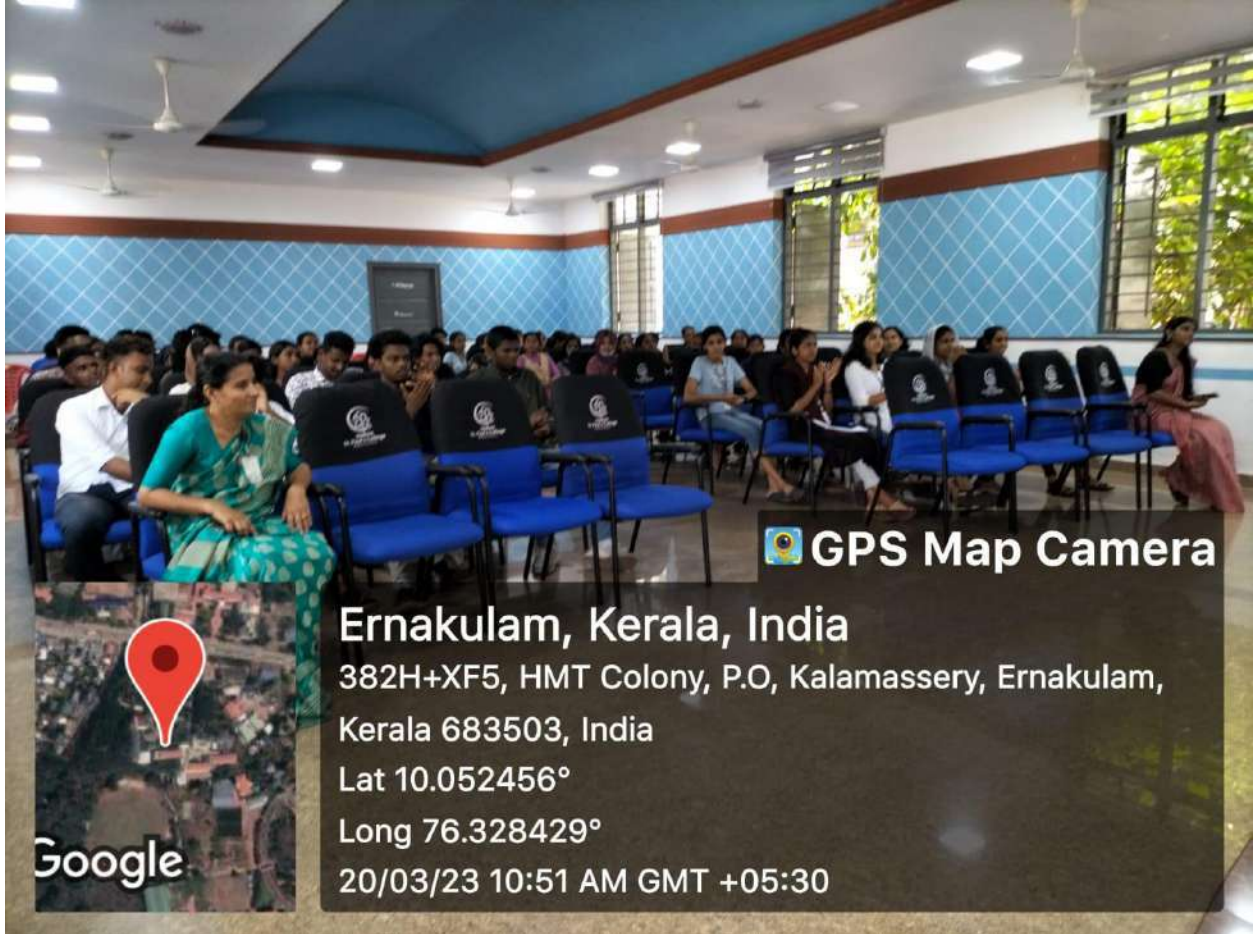 GPS Map Camera
Ernakulam, Kerala, India
382H+XF5, HMT Colony, P.O, Kalamassery, Ernakulam,
Kerala 683503, India
Lat 10.052456°
Long 76.328429°
20/03/23 10:51 AM GMT +05:30
Google